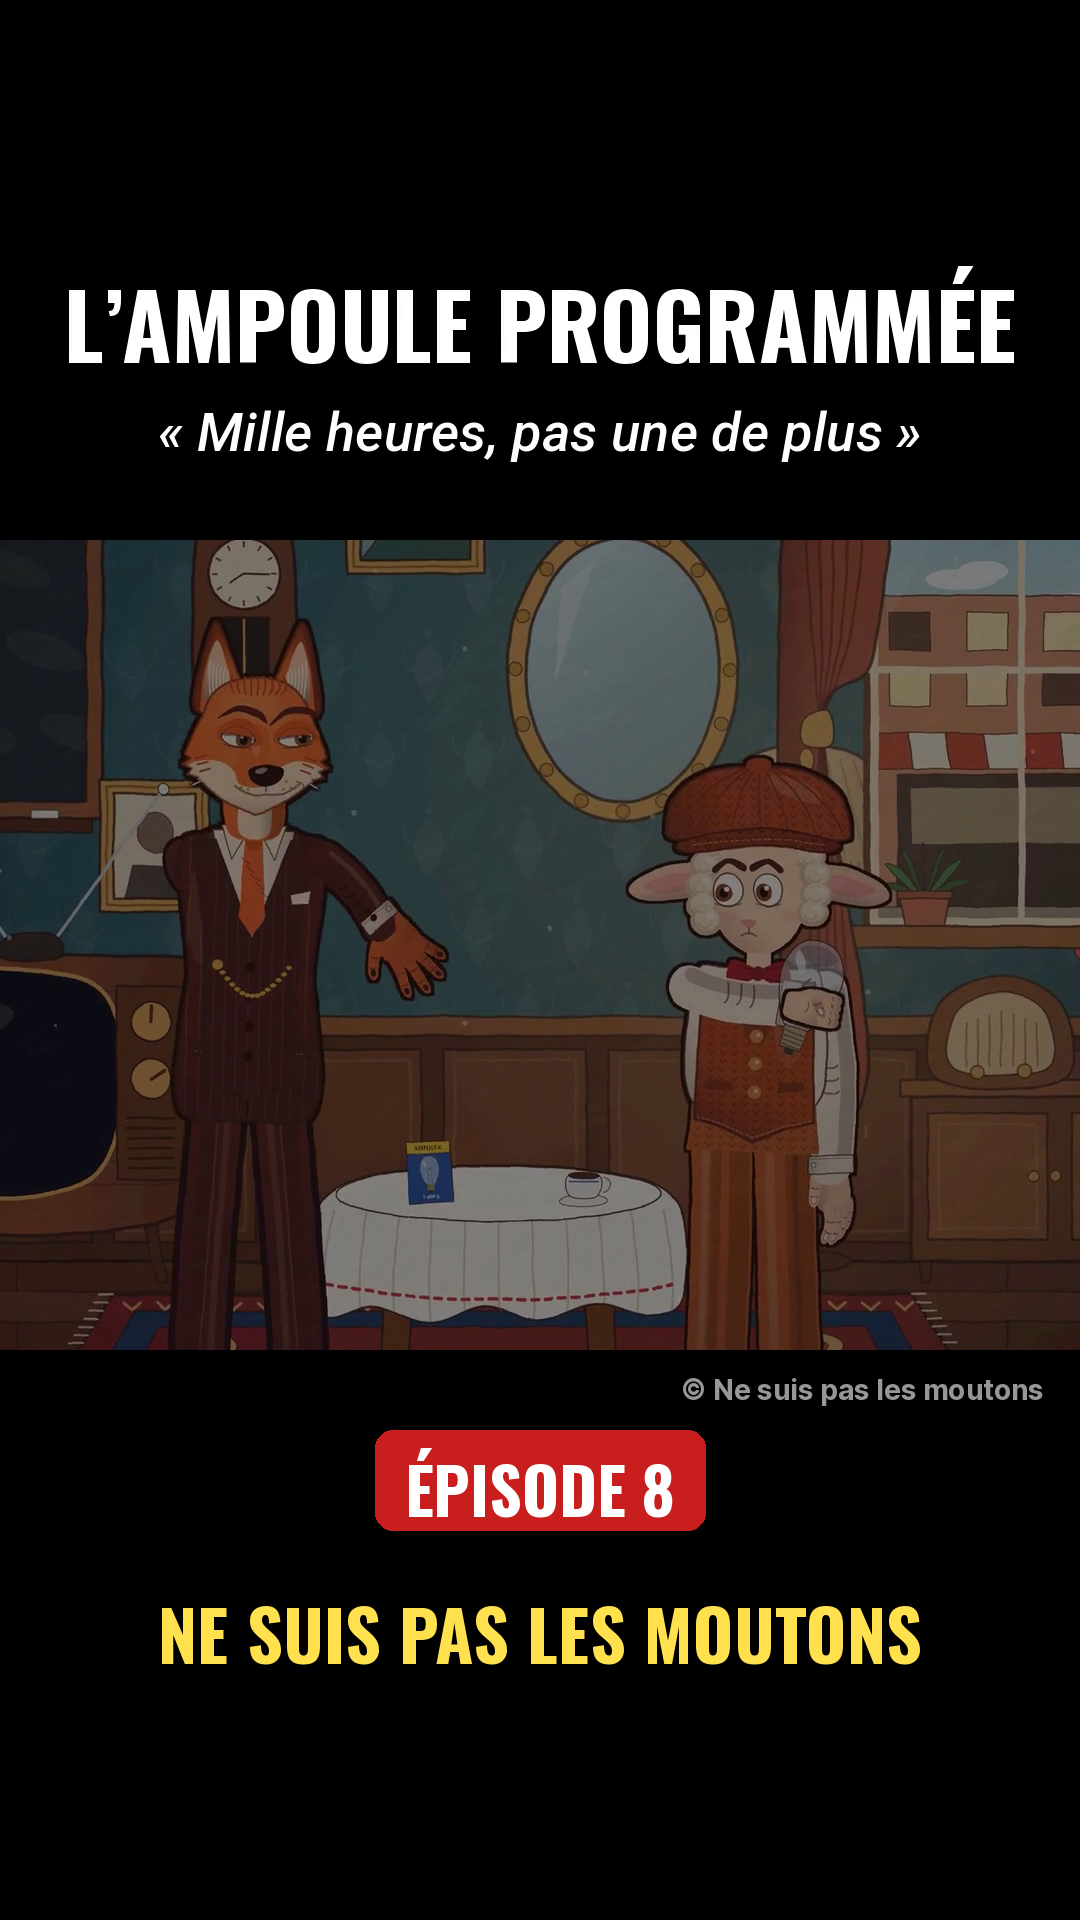 L’AMPOULE PROGRAMMÉE
« Mille heures, pas une de plus »
AMPOULE
© Ne suis pas les moutons
ÉPISODE 8
NE SUIS PAS LES MOUTONS